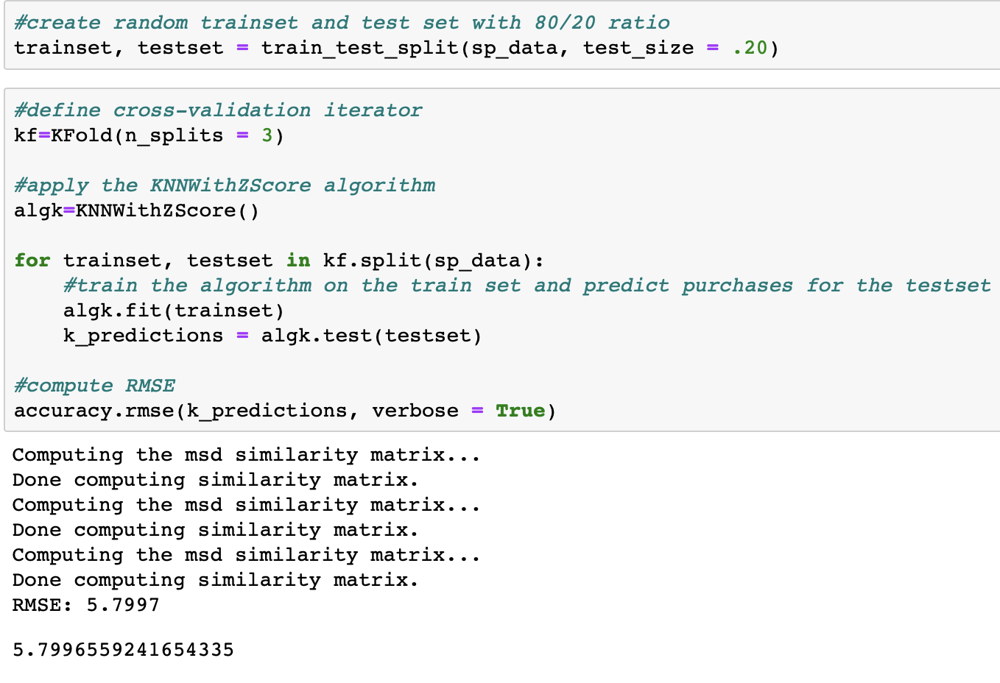 #create random trainset and test set with 80/20 ratio
trainset, testset = train_test_split(sp_data, test_size = .20)
#define cross-validation iterator
kf=KFold(n_splits = 3)
#apply the KNNWithZScore algorithm
algk=KNNWithZScore()
for trainset, testset in kf.split(sp_data):
    #train the algorithm on the train set and predict purchases for the testset
    algk.fit(trainset)
    k_predictions = algk.test(testset)
#compute RMSE
accuracy.rmse(k_predictions, verbose = True)
Computing the msd similarity matrix...
Done computing similarity matrix.
Computing the msd similarity matrix...
Done computing similarity matrix.
Computing the msd similarity matrix...
Done computing similarity matrix.
RMSE: 5.7997
5.7996559241654335